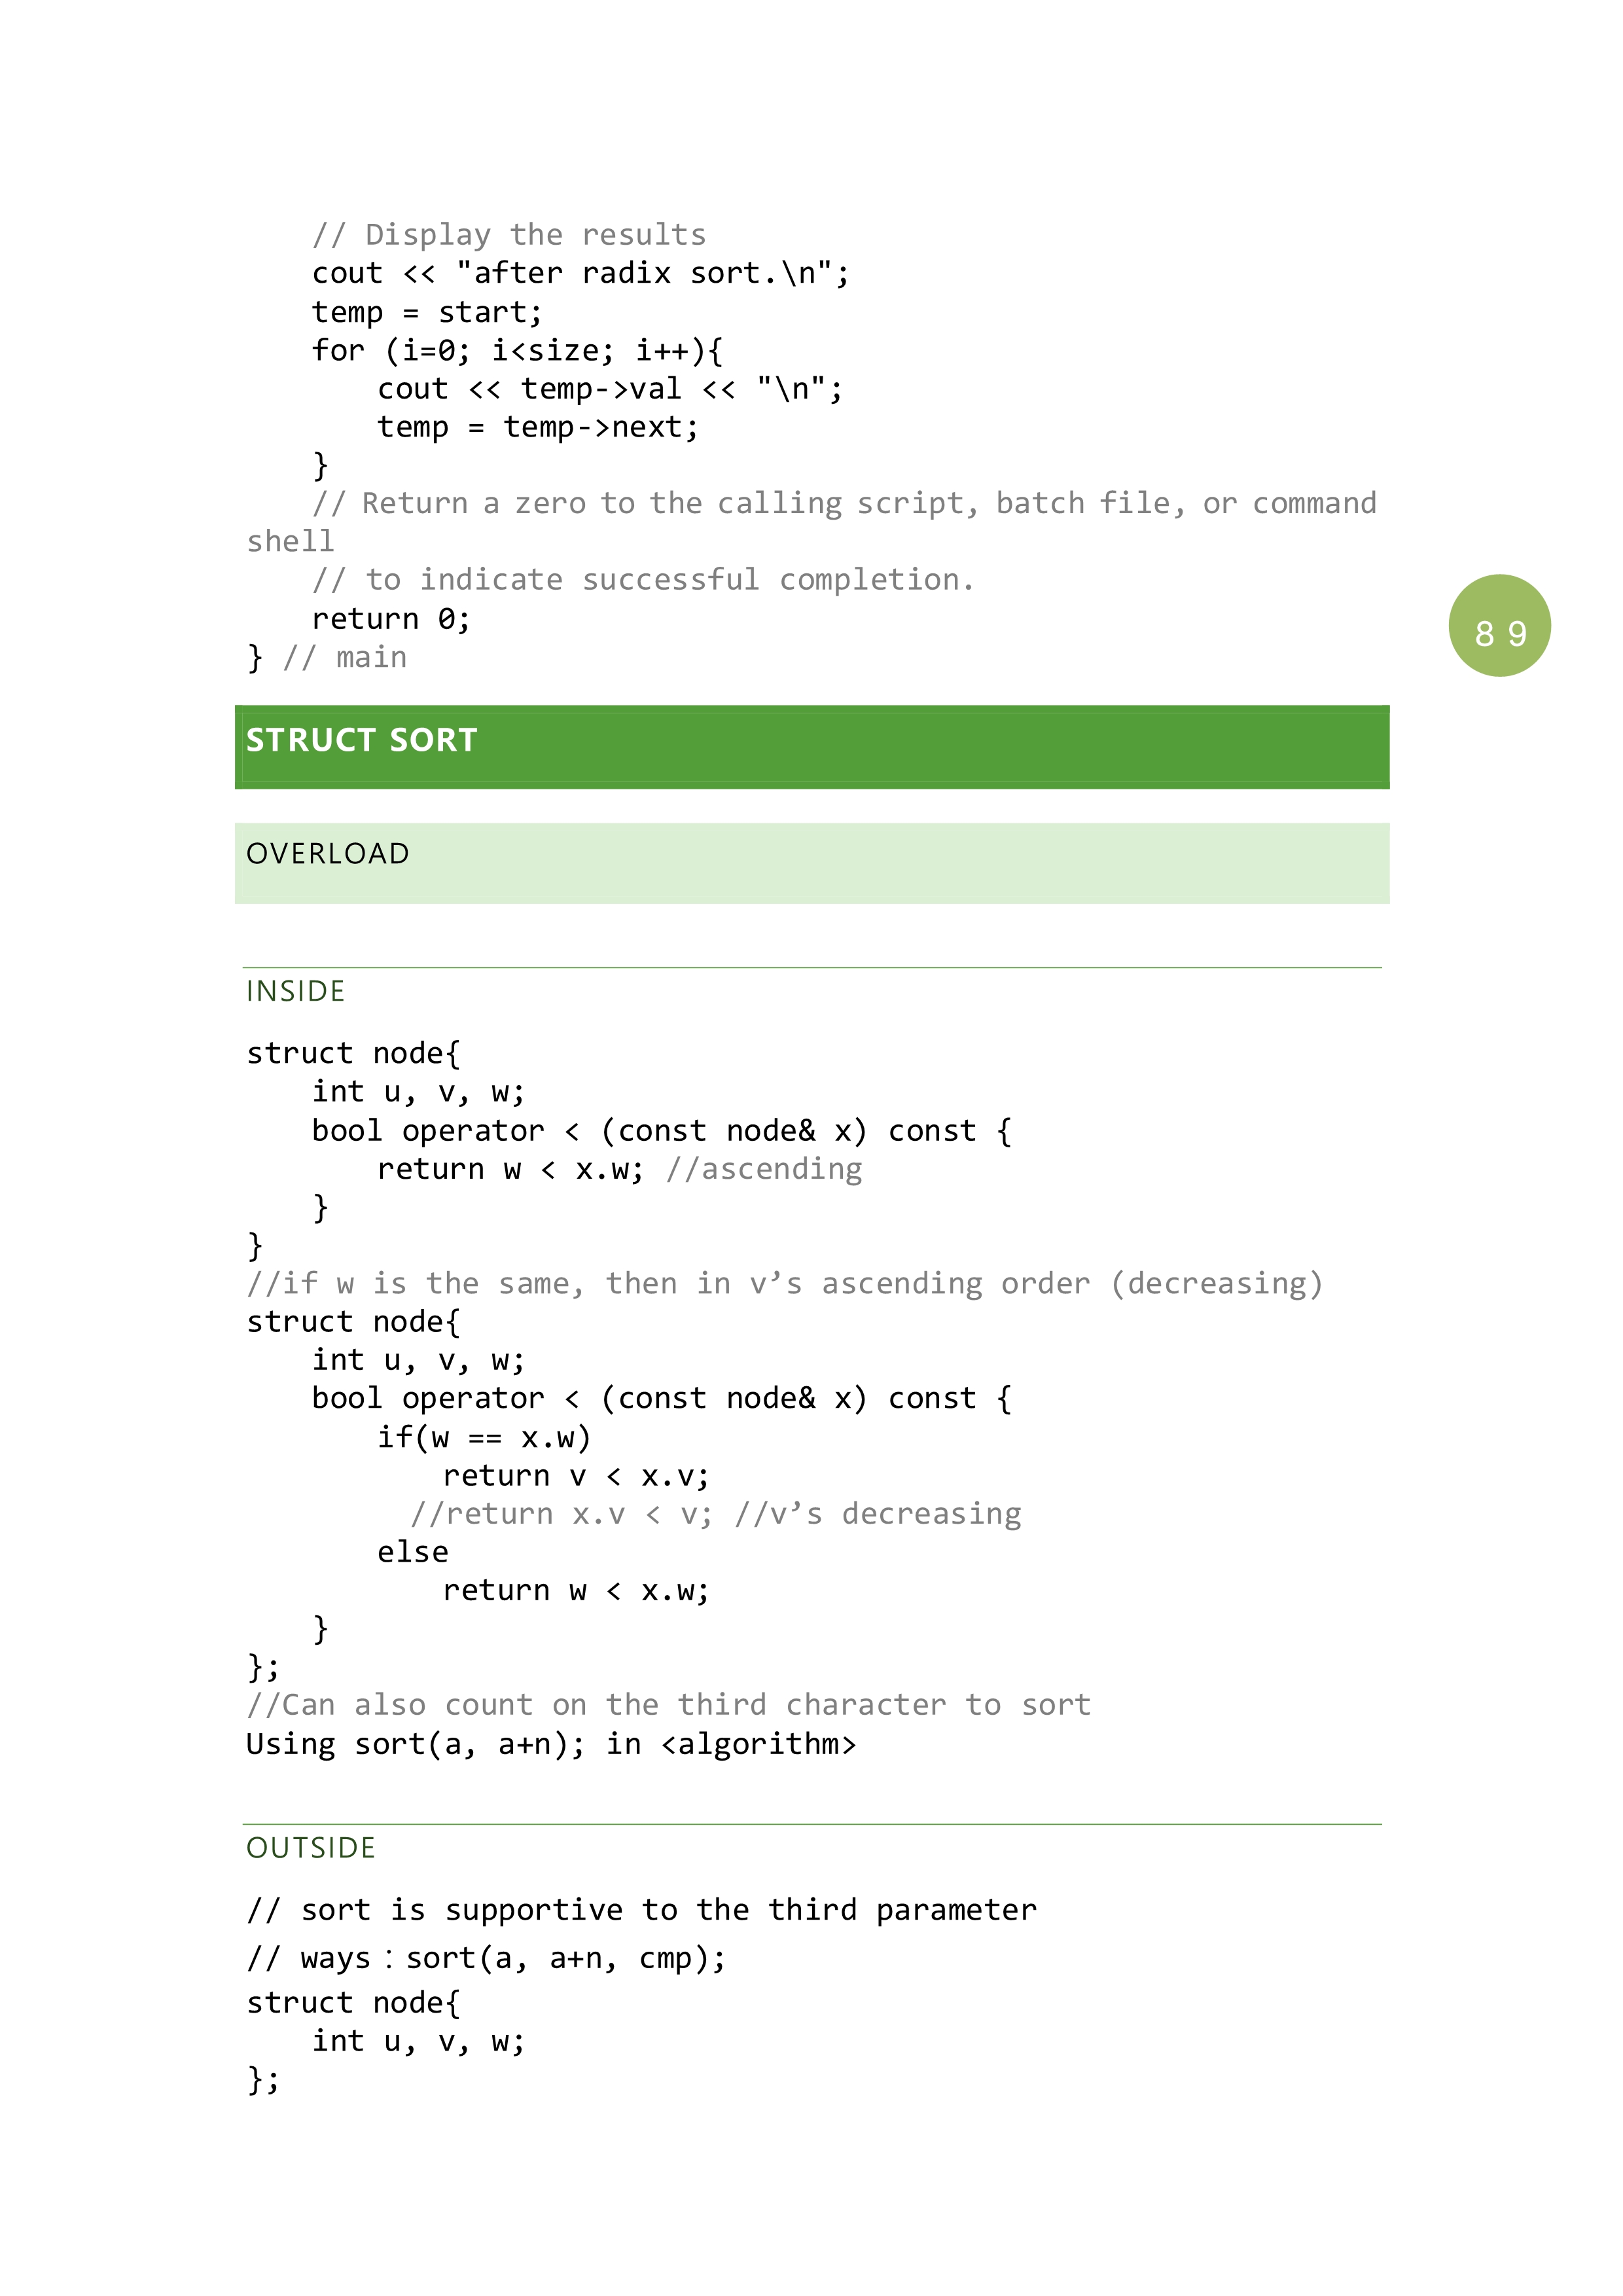 // Display the results
    cout << "after radix sort.\n";
    temp = start;
    for (i=0; i<size; i++){
        cout << temp->val << "\n";
        temp = temp->next;
    }
    // Return a zero to the calling script, batch file, or command
shell
    // to indicate successful completion.
    return 0;
} // main
89
STRUCT SORT
OVERLOAD
INSIDE
struct node{
    int u, v, w;
    bool operator < (const node& x) const {
        return w < x.w; //ascending
    }
}
//if w is the same, then in v’s ascending order (decreasing)
struct node{
    int u, v, w;
    bool operator < (const node& x) const {
        if(w == x.w)
            return v < x.v;
          //return x.v < v; //v’s decreasing
        else
            return w < x.w;
    }
};
//Can also count on the third character to sort
Using sort(a, a+n); in <algorithm>
OUTSIDE
// sort is supportive to the third parameter
// ways：sort(a, a+n, cmp);
struct node{
    int u, v, w;
};